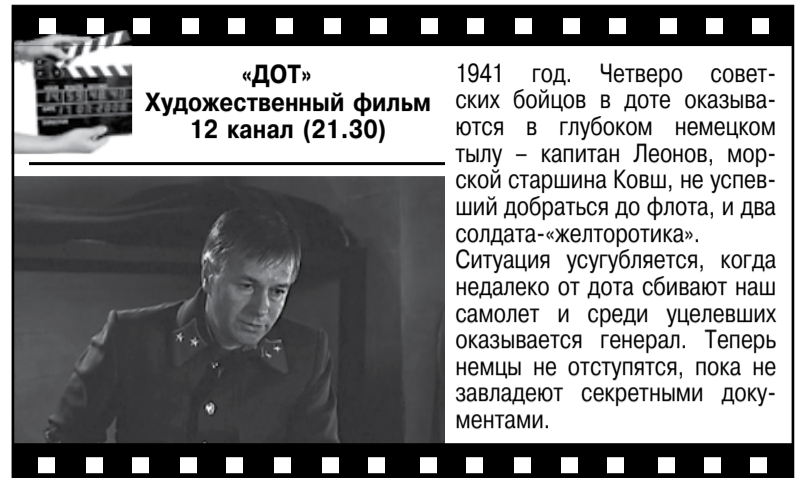 «ДОТ»
Художественный фильм
12 канал (21.30)
1941 год. Четверо совет-
ских бойцов в доте оказыва-
ются в глубоком немецком
тылу – капитан Леонов, мор-
ской старшина Ковш, не успев-
ший добраться до флота, и два
солдата-«желторотика».
Ситуация усугубляется, когда
недалеко от дота сбивают наш
самолет и среди уцелевших
оказывается генерал. Теперь
немцы не отступятся, пока не
завладеют секретными доку-
ментами.